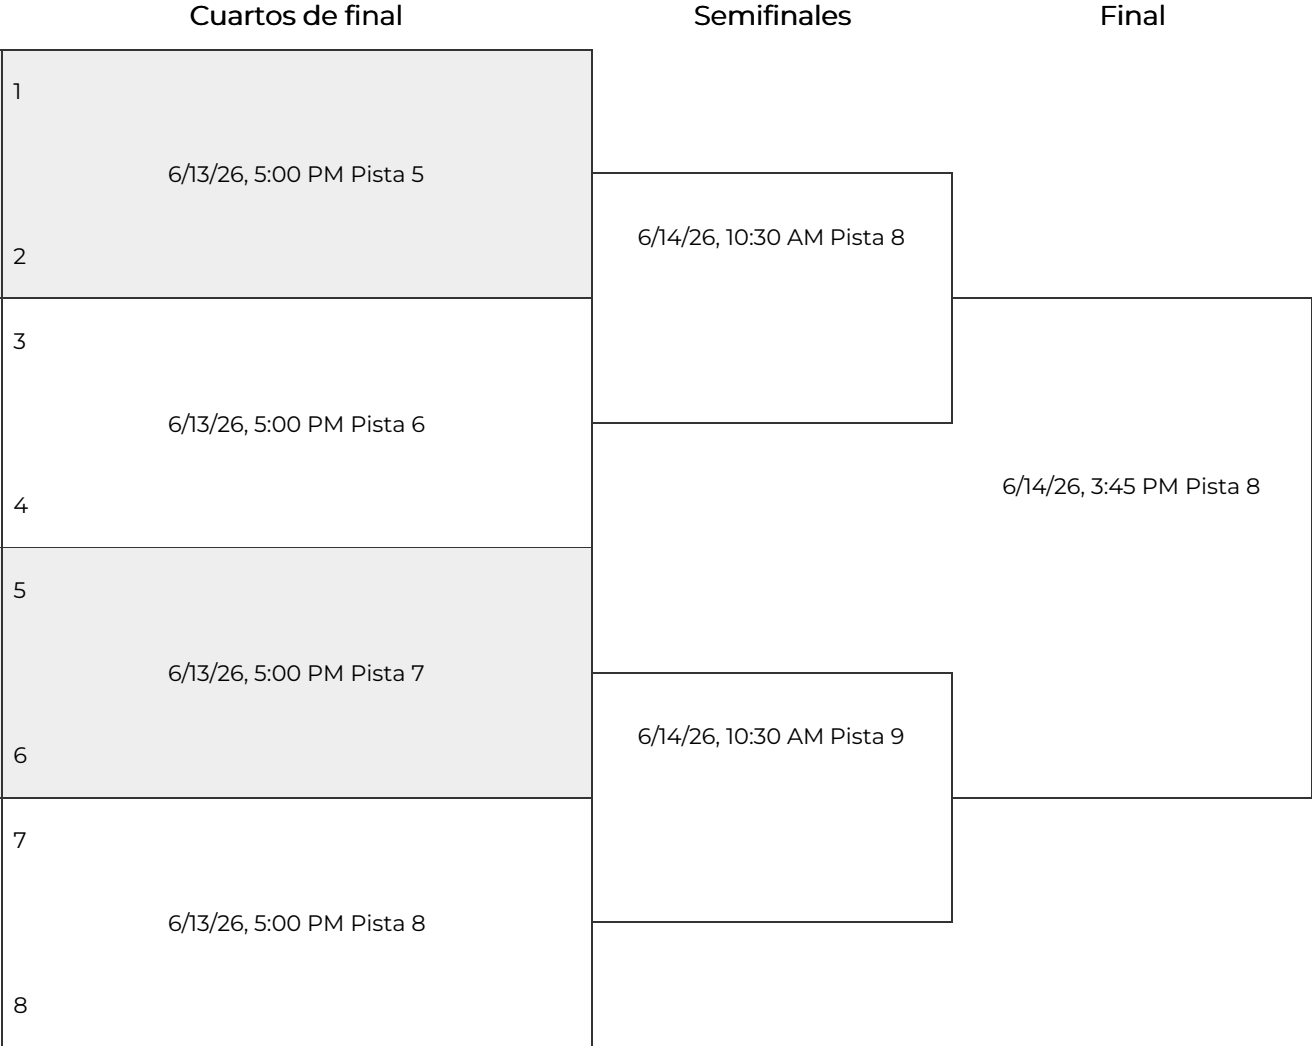 Cuartos de final
Semifinales
Final
1
6/13/26, 5:00 PM Pista 5
2
6/14/26, 10:30 AM Pista 8
3
6/13/26, 5:00 PM Pista 6
4
6/14/26, 3:45 PM Pista 8
5
6/13/26, 5:00 PM Pista 7
6
6/14/26, 10:30 AM Pista 9
7
6/13/26, 5:00 PM Pista 8
8